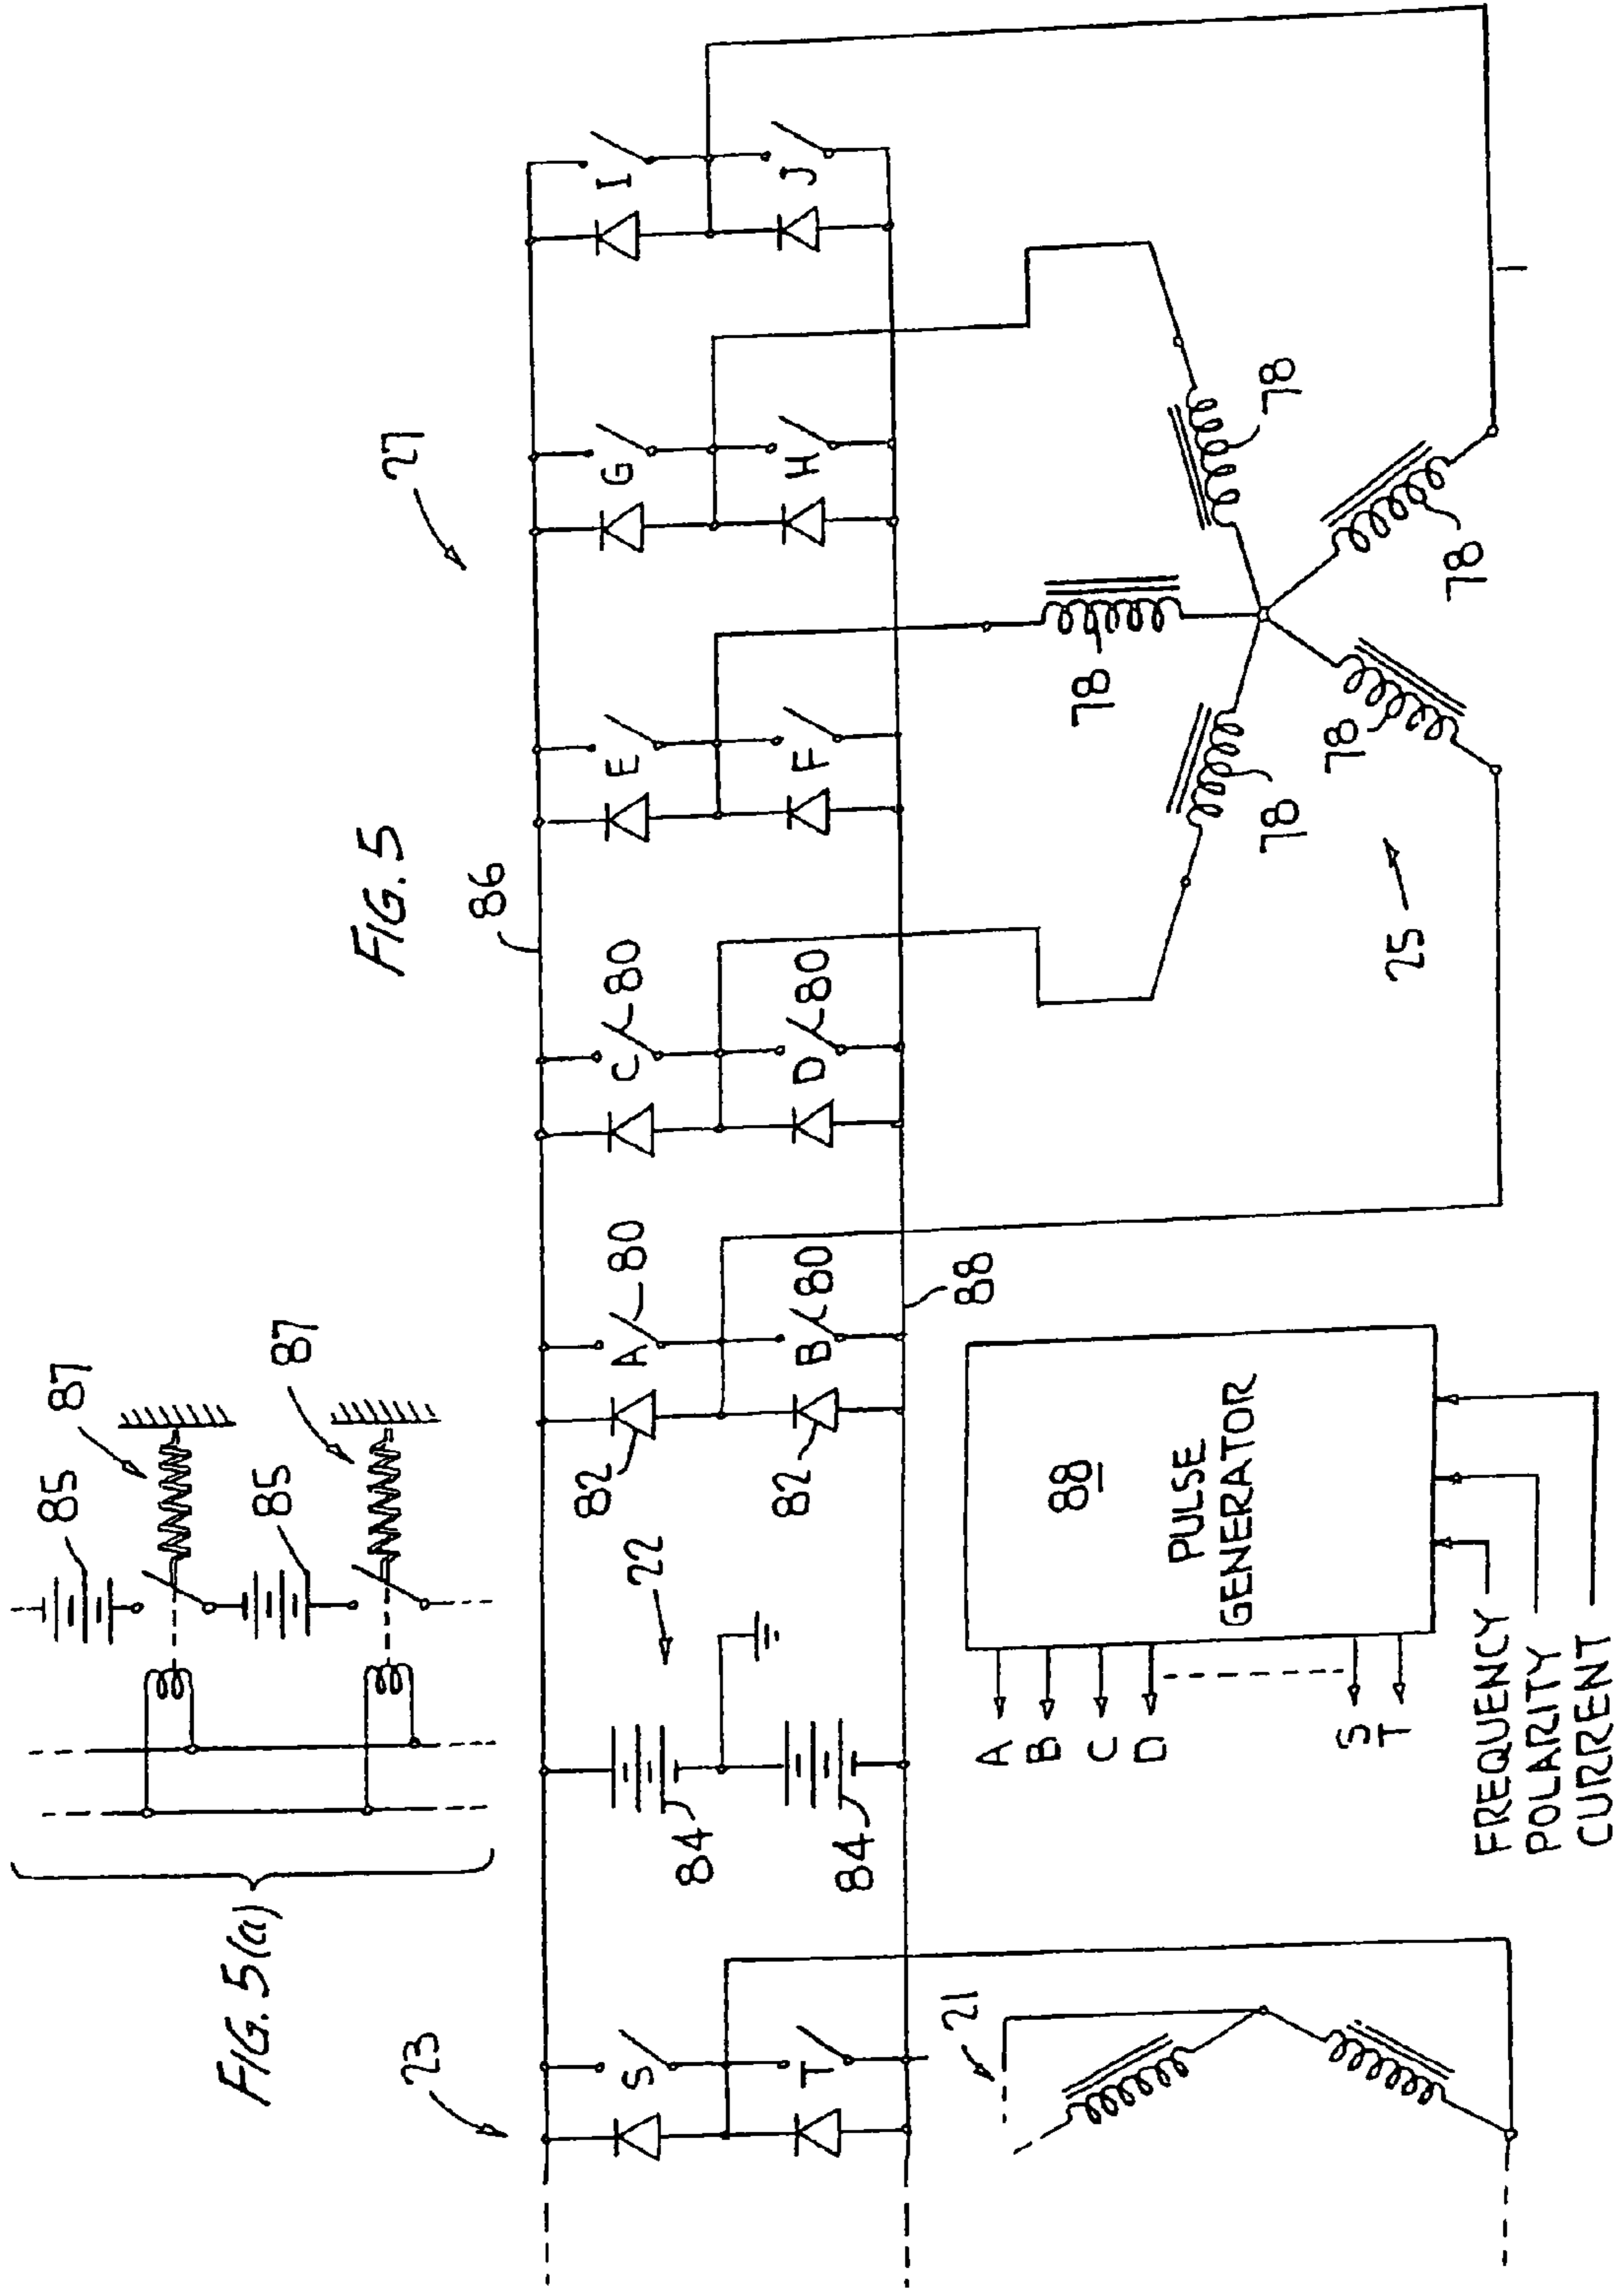 FIG. 5(a)
85
87
85
87
FIG. 5
23
22
86
27
S
T
84
84
82
82
A
80
B
80
C
80
D
80
E
F
G
H
I
J
88
21
A
B
C
D
S
T
88
PULSE
GENERATOR
FREQUENCY
POLARITY
CURRENT
25
78
78
78
78
78